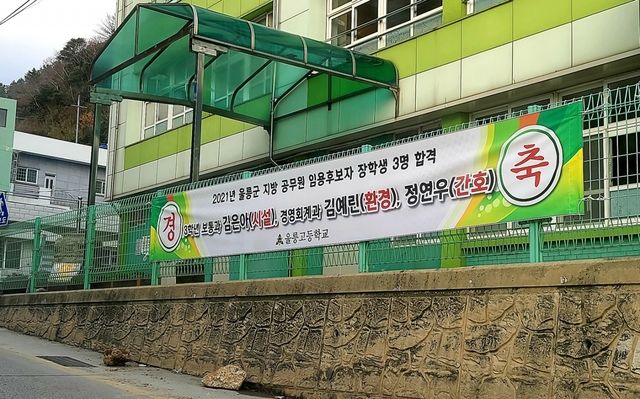 경
2021년 울릉군 지방 공무원 임용후보자 장학생 3명 합격
3학년 보통과 김은아(시설), 경영회계과 김예린(환경), 정연우(간호)
울릉고등학교
축